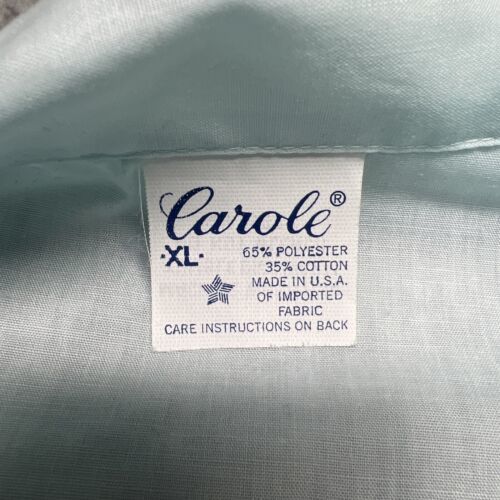 Carole®
·XL·
65% POLYESTER
35% COTTON
MADE IN U.S.A.
OF IMPORTED
FABRIC
CARE INSTRUCTIONS ON BACK